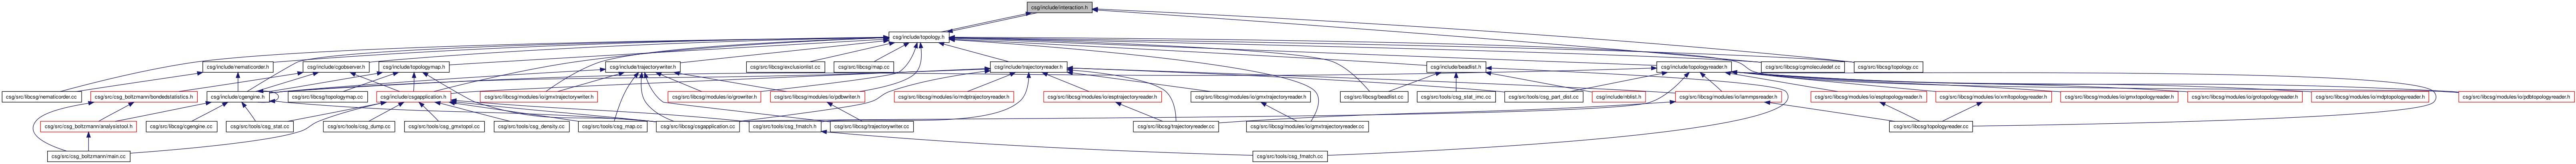 csg/include/interaction.h
csg/include/topology.h
csg/include/nematicorder.h
csg/include/cgobserver.h
csg/include/topologymap.h
csg/include/trajectorywriter.h
csg/src/libcsg/exclusionlist.cc
csg/src/libcsg/map.cc
csg/include/trajectoryreader.h
csg/include/beadlist.h
csg/include/topologyreader.h
csg/src/libcsg/cgmoleculedef.cc
csg/src/libcsg/topology.cc
csg/src/libcsg/nematicorder.cc
csg/src/csg_boltzmann/bondedstatistics.h
csg/include/cgengine.h
csg/src/libcsg/topologymap.cc
csg/include/csgapplication.h
csg/src/libcsg/modules/io/gmxtrajectorywriter.h
csg/src/libcsg/modules/io/growriter.h
csg/src/libcsg/modules/io/pdbwriter.h
csg/src/libcsg/modules/io/mdptrajectoryreader.h
csg/src/libcsg/modules/io/esptrajectoryreader.h
csg/src/libcsg/modules/io/gmxtrajectoryreader.h
csg/src/libcsg/beadlist.cc
csg/src/tools/csg_stat_imc.cc
csg/src/tools/csg_part_dist.cc
csg/include/nblist.h
csg/src/libcsg/modules/io/lammpsreader.h
csg/src/libcsg/modules/io/esptopologyreader.h
csg/src/libcsg/modules/io/xmltopologyreader.h
csg/src/libcsg/modules/io/gmxtopologyreader.h
csg/src/libcsg/modules/io/grotopologyreader.h
csg/src/libcsg/modules/io/mdptopologyreader.h
csg/src/libcsg/modules/io/pdbtopologyreader.h
csg/src/csg_boltzmann/analysistool.h
csg/src/libcsg/cgengine.cc
csg/src/tools/csg_stat.cc
csg/src/tools/csg_dump.cc
csg/src/tools/csg_gmxtopol.cc
csg/src/tools/csg_density.cc
csg/src/tools/csg_map.cc
csg/src/libcsg/csgapplication.cc
csg/src/tools/csg_fmatch.h
csg/src/libcsg/trajectorywriter.cc
csg/src/libcsg/trajectoryreader.cc
csg/src/libcsg/modules/io/gmxtrajectoryreader.cc
csg/src/libcsg/topologyreader.cc
csg/src/csg_boltzmann/main.cc
csg/src/tools/csg_fmatch.cc